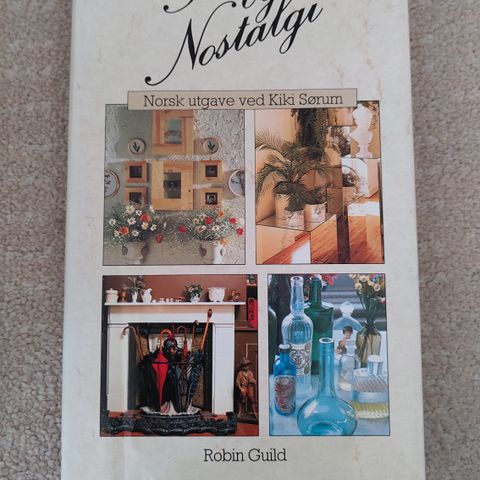 Nostalgi
Norsk utgave ved Kiki Sørum
Robin Guild